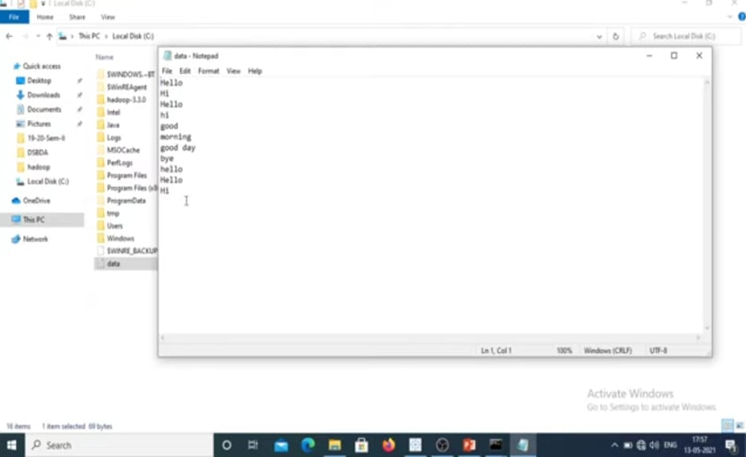 Local Disk (C:)
File Home Share View
This PC > Local Disk (C:)
Search Local Disk (C:)
Quick access
Desktop
Downloads
Documents
Pictures
19-20-Sem-II
DSBDA
hadoop
Local Disk (C:)
OneDrive
This PC
Network
Name
$WINDOWS.~BT
$WinREAgent
hadoop-3.3.0
Intel
Java
Logs
MSOCache
PerfLogs
Program Files
Program Files (x8
ProgramData
tmp
Users
Windows
$WINRE_BACKUP
data
data - Notepad
File Edit Format View Help
Hello
Hi
Hello
hi
good
morning
good day
bye
hello
Hello
Hi
Ln 1, Col 1 100% Windows (CRLF) UTF-8
Activate Windows
Go to Settings to activate Windows.
16 items 1 item selected 69 bytes
Search
ENG
17:57
13-05-2021